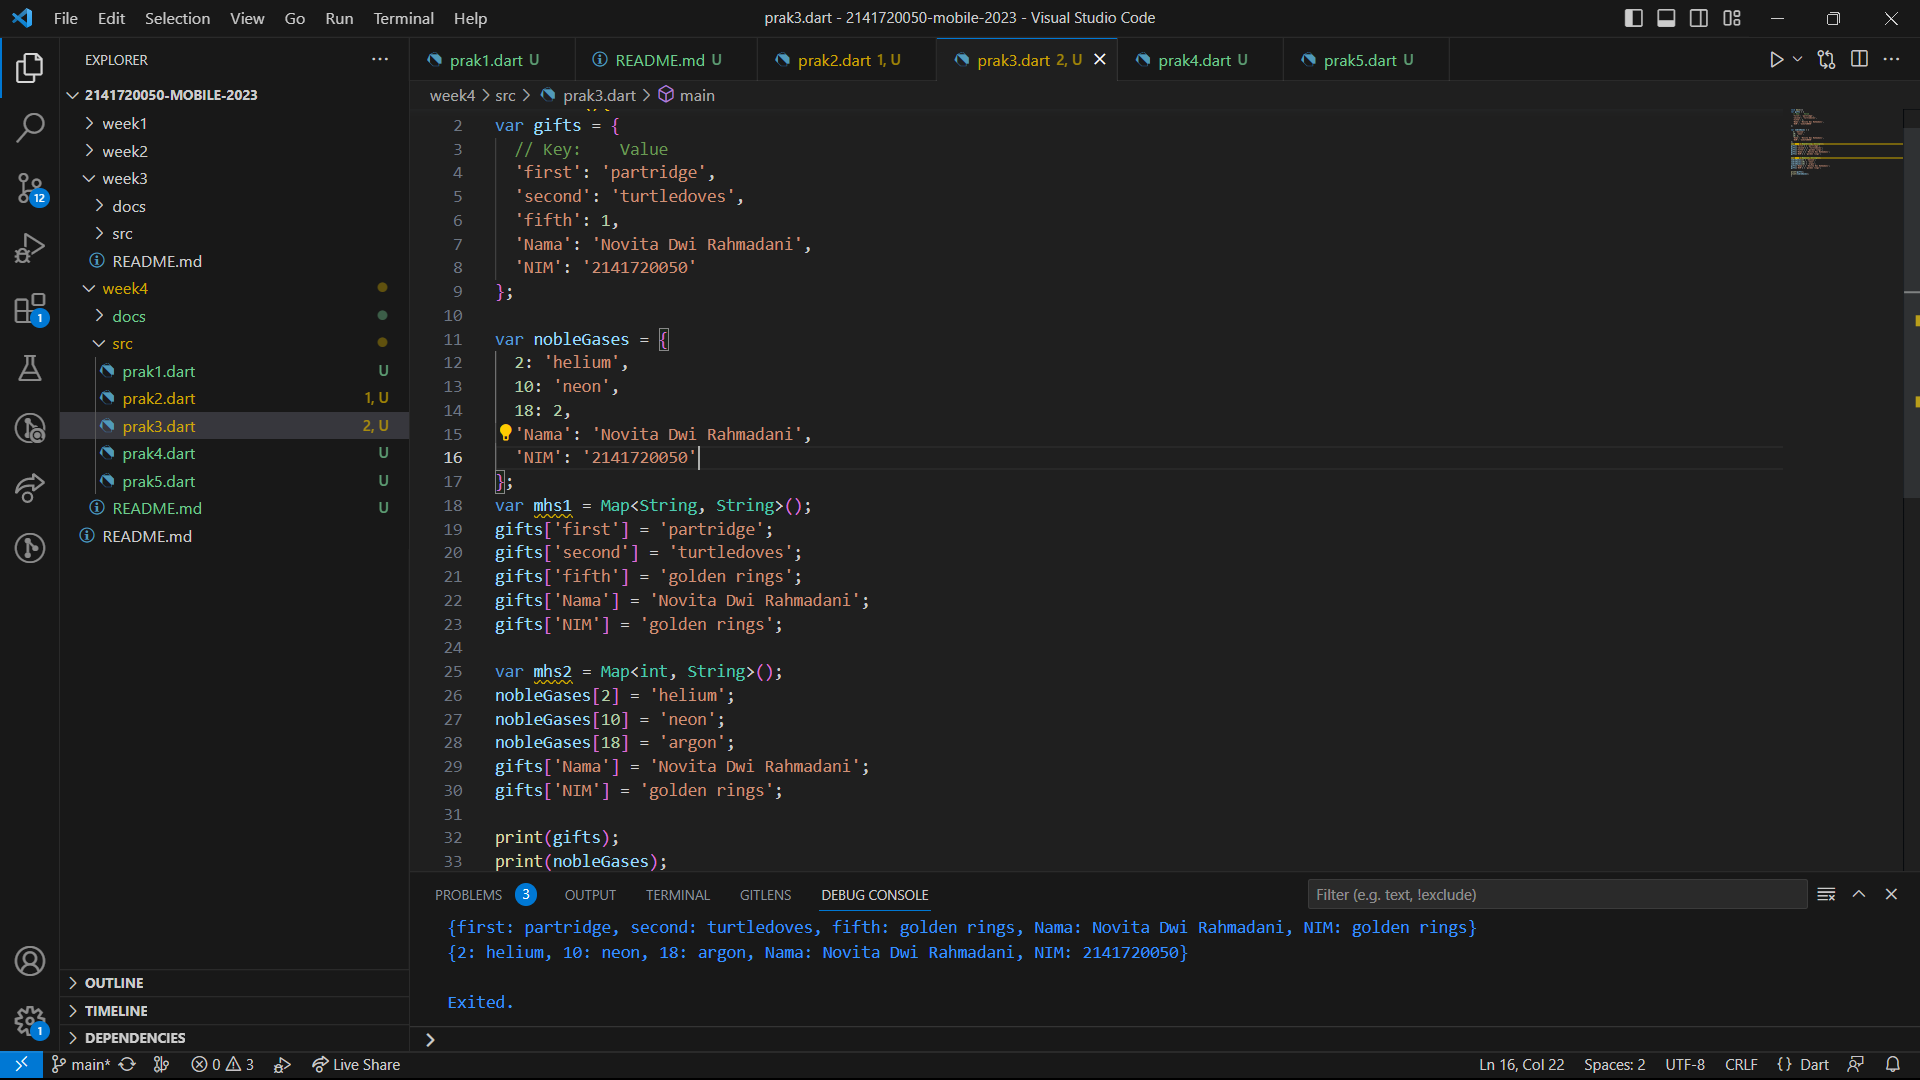 File Edit Selection View Go Run Terminal Help
prak3.dart - 2141720050-mobile-2023 - Visual Studio Code
EXPLORER
2141720050-MOBILE-2023
week1
week2
week3
docs
src
README.md
week4
docs
src
prak1.dart U
prak2.dart 1, U
prak3.dart 2, U
prak4.dart U
prak5.dart U
README.md U
README.md
OUTLINE
TIMELINE
DEPENDENCIES
12
1
1
prak1.dart U README.md U prak2.dart 1, U prak3.dart 2, U prak4.dart U prak5.dart U
week4 > src > prak3.dart > main
2 var gifts = {
3 // Key:    Value
4 'first': 'partridge',
5 'second': 'turtledoves',
6 'fifth': 1,
7 'Nama': 'Novita Dwi Rahmadani',
8 'NIM': '2141720050'
9 };
10
11 var nobleGases = {
12 2: 'helium',
13 10: 'neon',
14 18: 2,
15 'Nama': 'Novita Dwi Rahmadani',
16 'NIM': '2141720050'
17 };
18 var mhs1 = Map<String, String>();
19 gifts['first'] = 'partridge';
20 gifts['second'] = 'turtledoves';
21 gifts['fifth'] = 'golden rings';
22 gifts['Nama'] = 'Novita Dwi Rahmadani';
23 gifts['NIM'] = 'golden rings';
24
25 var mhs2 = Map<int, String>();
26 nobleGases[2] = 'helium';
27 nobleGases[10] = 'neon';
28 nobleGases[18] = 'argon';
29 gifts['Nama'] = 'Novita Dwi Rahmadani';
30 gifts['NIM'] = 'golden rings';
31
32 print(gifts);
33 print(nobleGases);
PROBLEMS 3 OUTPUT TERMINAL GITLENS DEBUG CONSOLE Filter (e.g. text, !exclude)
{first: partridge, second: turtledoves, fifth: golden rings, Nama: Novita Dwi Rahmadani, NIM: golden rings}
{2: helium, 10: neon, 18: argon, Nama: Novita Dwi Rahmadani, NIM: 2141720050}
Exited.
main* 0 3 Live Share Ln 16, Col 22 Spaces: 2 UTF-8 CRLF {} Dart